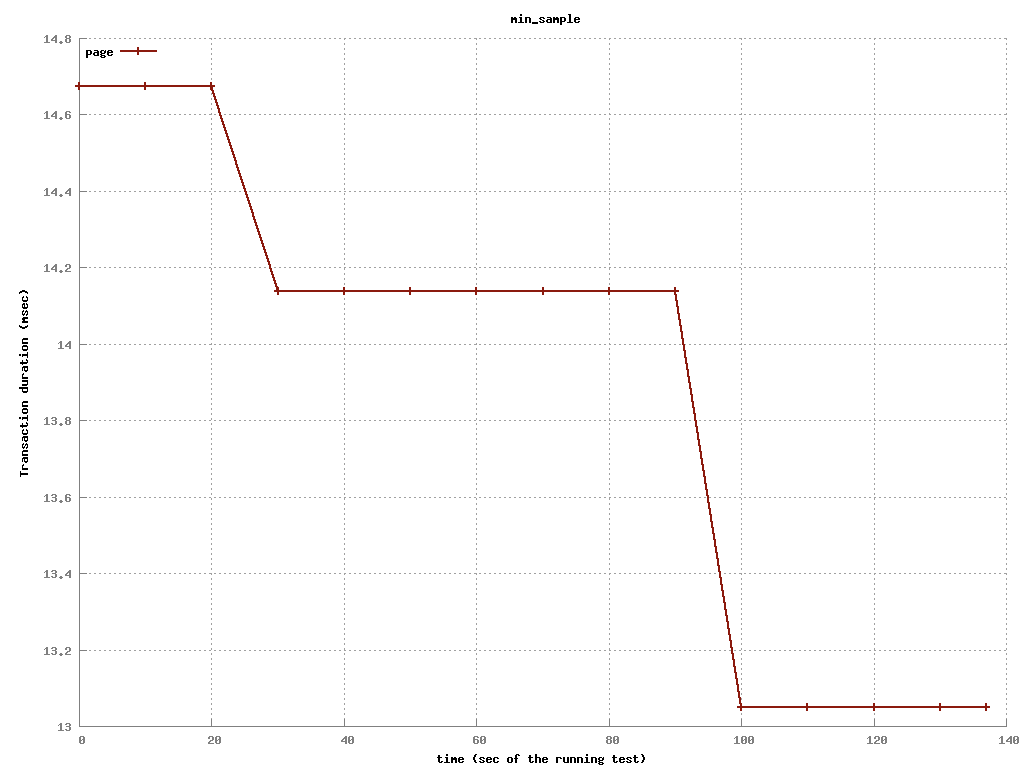 min_sample
page
14.8
14.6
14.4
14.2
14
13.8
13.6
13.4
13.2
13
Transaction duration (msec)
0 20 40 60 80 100 120 140
time (sec of the running test)